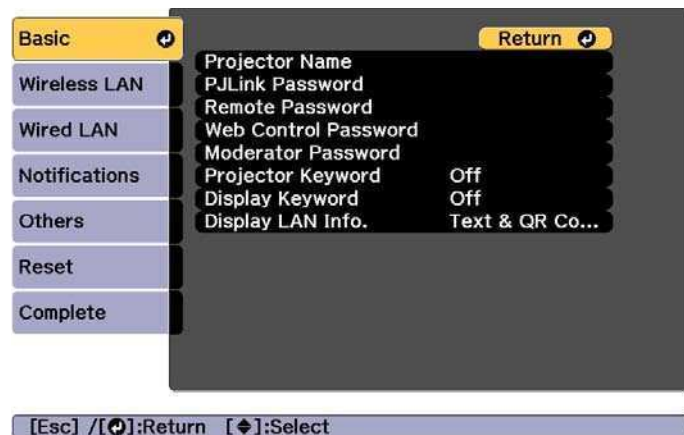 Basic
Wireless LAN
Wired LAN
Notifications
Others
Reset
Complete
Return
Projector Name
PJLink Password
Remote Password
Web Control Password
Moderator Password
Projector Keyword Off
Display Keyword Off
Display LAN Info. Text & QR Co...
[Esc] /[ ]:Return [ ]:Select